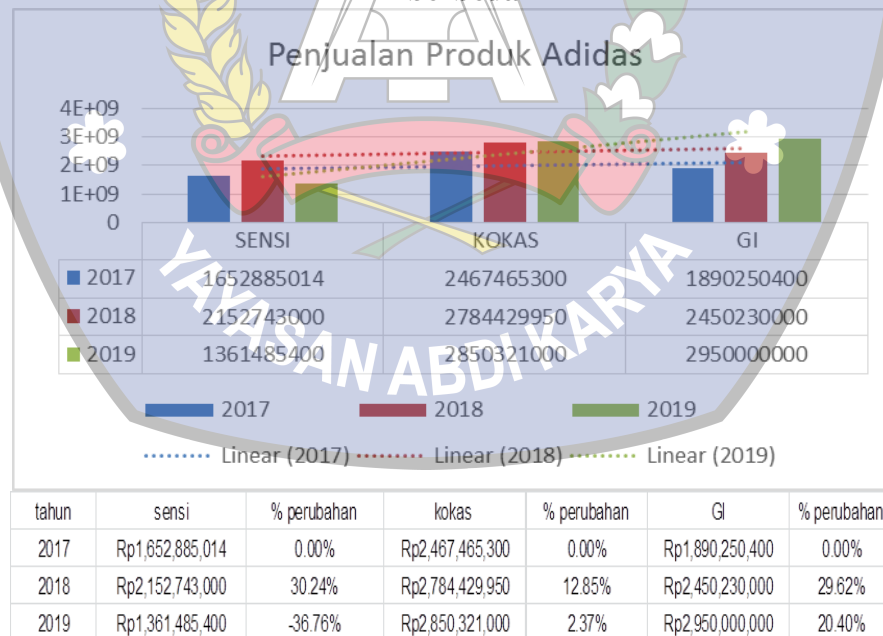 Penjualan Produk Adidas
4E+09
3E+09
2E+09
1E+09
0
SENSI KOKAS GI
2017 1652885014 2467465300 1890250400
2018 2152743000 2784429950 2450230000
2019 1361485400 2850321000 2950000000
YAYASAN ABDI KARYA
2017 2018 2019
Linear (2017) Linear (2018) Linear (2019)
tahun sensi % perubahan kokas % perubahan GI % perubahan
2017 Rp1,652,885,014 0.00% Rp2,467,465,300 0.00% Rp1,890,250,400 0.00%
2018 Rp2,152,743,000 30.24% Rp2,784,429,950 12.85% Rp2,450,230,000 29.62%
2019 Rp1,361,485,400 -36.76% Rp2,850,321,000 2.37% Rp2,950,000,000 20.40%